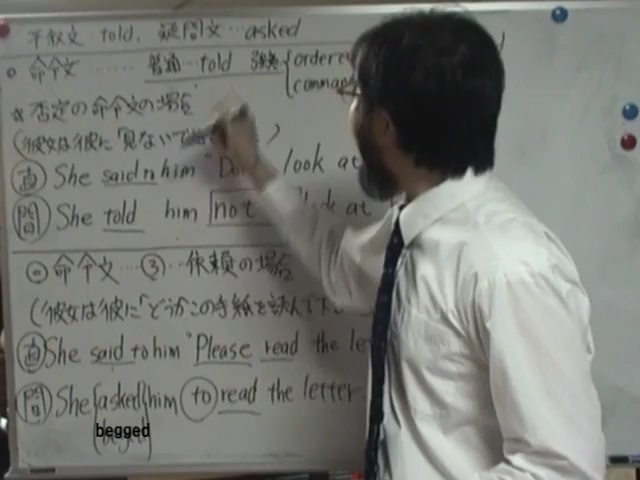 平叙文…told, 疑問文…asked
○命令文……普通…told 強意{ordered
command
※否定の命令文の場合
(彼女は彼に「見ないで )
直 She said to him "Don look at
間 She told him not look at
◎命令文…③…依頼の場合
(彼女は彼に「どうかこの手紙を読んで下
直 She said to him "Please read the le
間 She {asked} him to read the letter.
begged